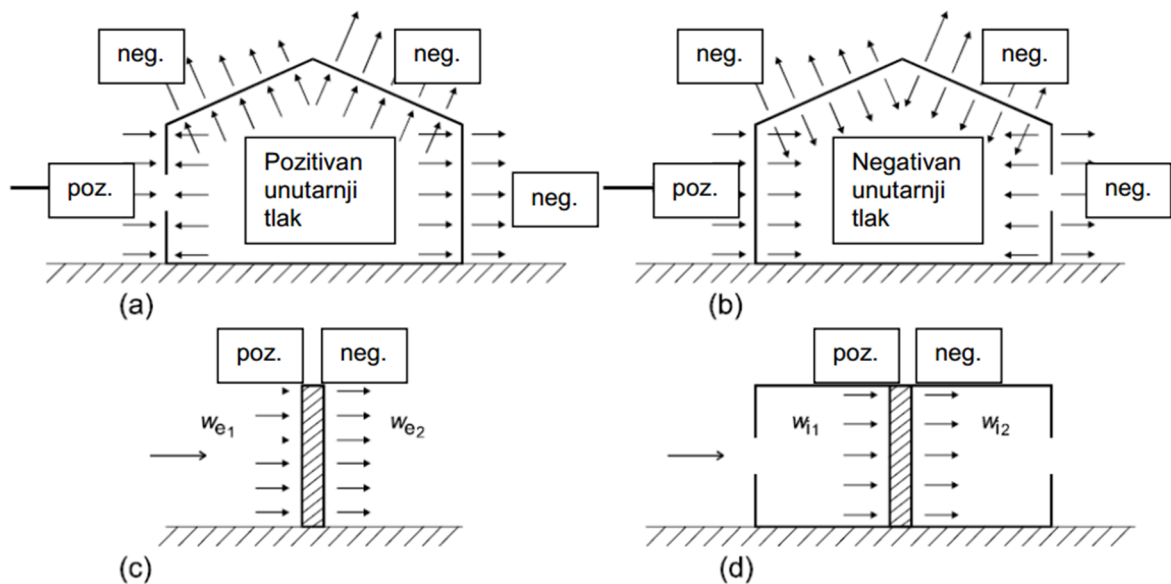 neg.
neg.
poz.
Pozitivan
unutarnji
tlak
neg.
(a)
neg.
neg.
poz.
Negativan
unutarnji
tlak
neg.
(b)
poz.
neg.
we1
we2
(c)
poz.
neg.
wi1
wi2
(d)